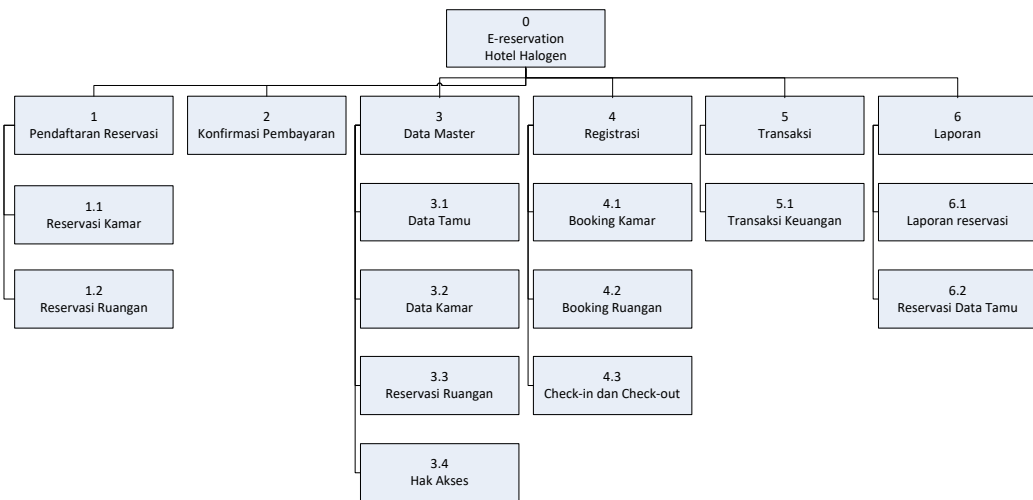 0
E-reservation
Hotel Halogen
1
Pendaftaran Reservasi
2
Konfirmasi Pembayaran
3
Data Master
4
Registrasi
5
Transaksi
6
Laporan
1.1
Reservasi Kamar
3.1
Data Tamu
4.1
Booking Kamar
5.1
Transaksi Keuangan
6.1
Laporan reservasi
1.2
Reservasi Ruangan
3.2
Data Kamar
4.2
Booking Ruangan
6.2
Reservasi Data Tamu
3.3
Reservasi Ruangan
4.3
Check-in dan Check-out
3.4
Hak Akses